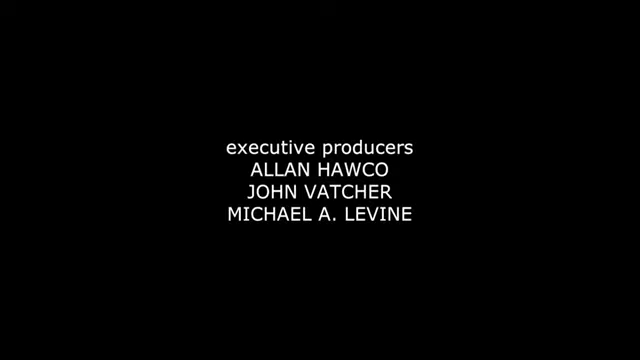 executive producers
ALLAN HAWCO
JOHN VATCHER
MICHAEL A. LEVINE